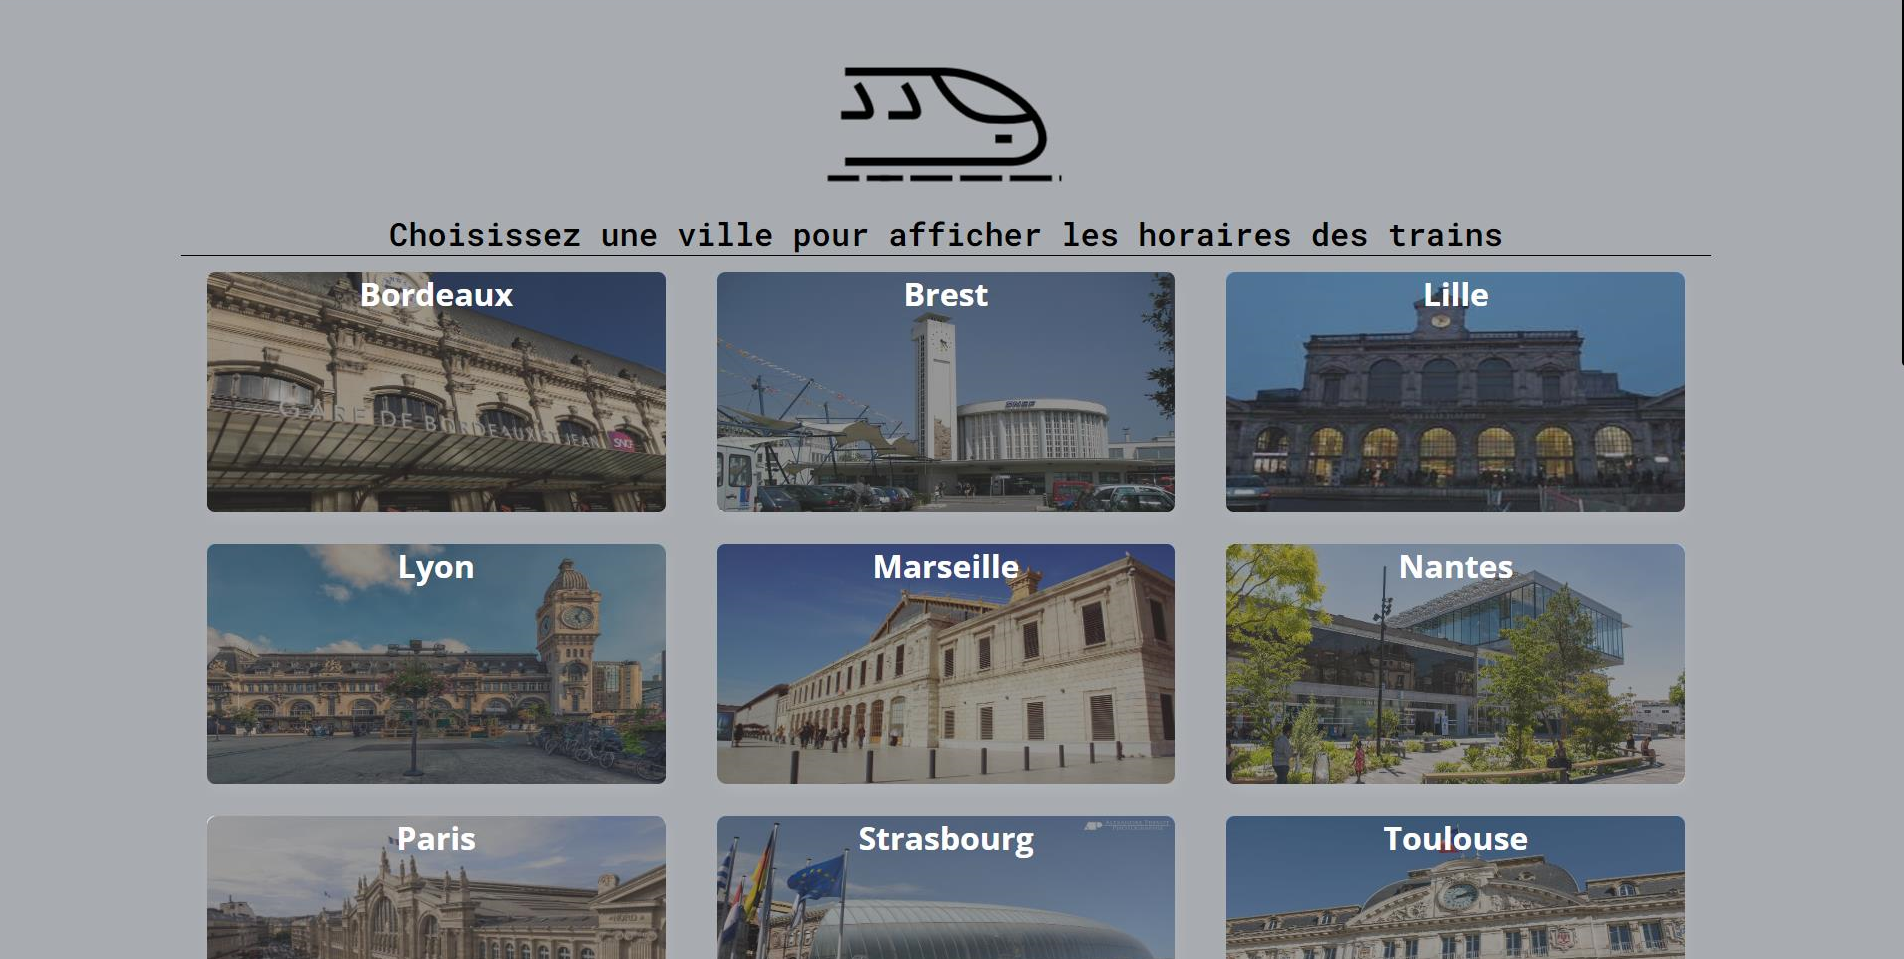 Choisissez une ville pour afficher les horaires des trains
Bordeaux
GARE DE BORDEAUX ST JEAN
SNCF
Brest
SNCF
Lille
Lyon
Marseille
Nantes
Paris
Strasbourg
Toulouse